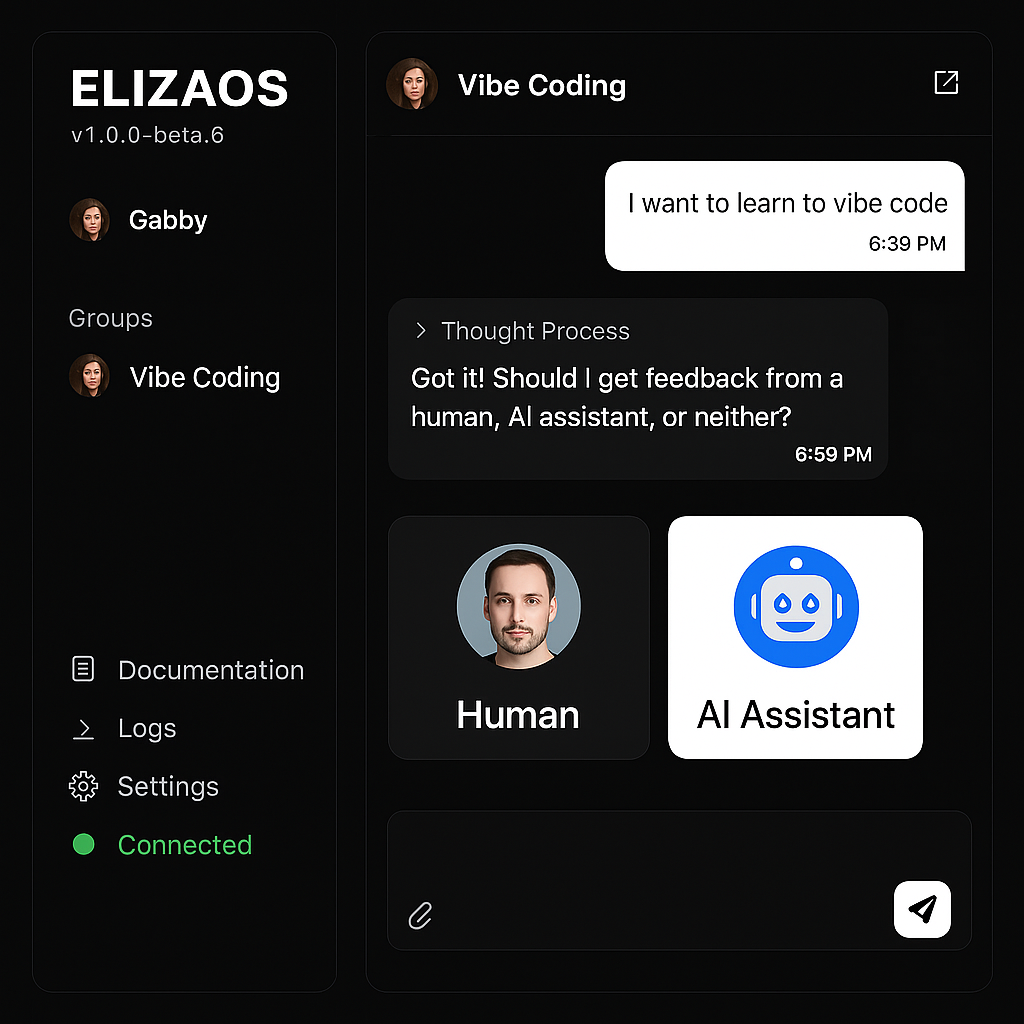 ELIZAOS
v1.0.0-beta.6
Gabby
Groups
Vibe Coding
Documentation
Logs
Settings
Connected
Vibe Coding
I want to learn to vibe code
6:39 PM
Thought Process
Got it! Should I get feedback from a
human, AI assistant, or neither?
6:59 PM
Human
AI Assistant